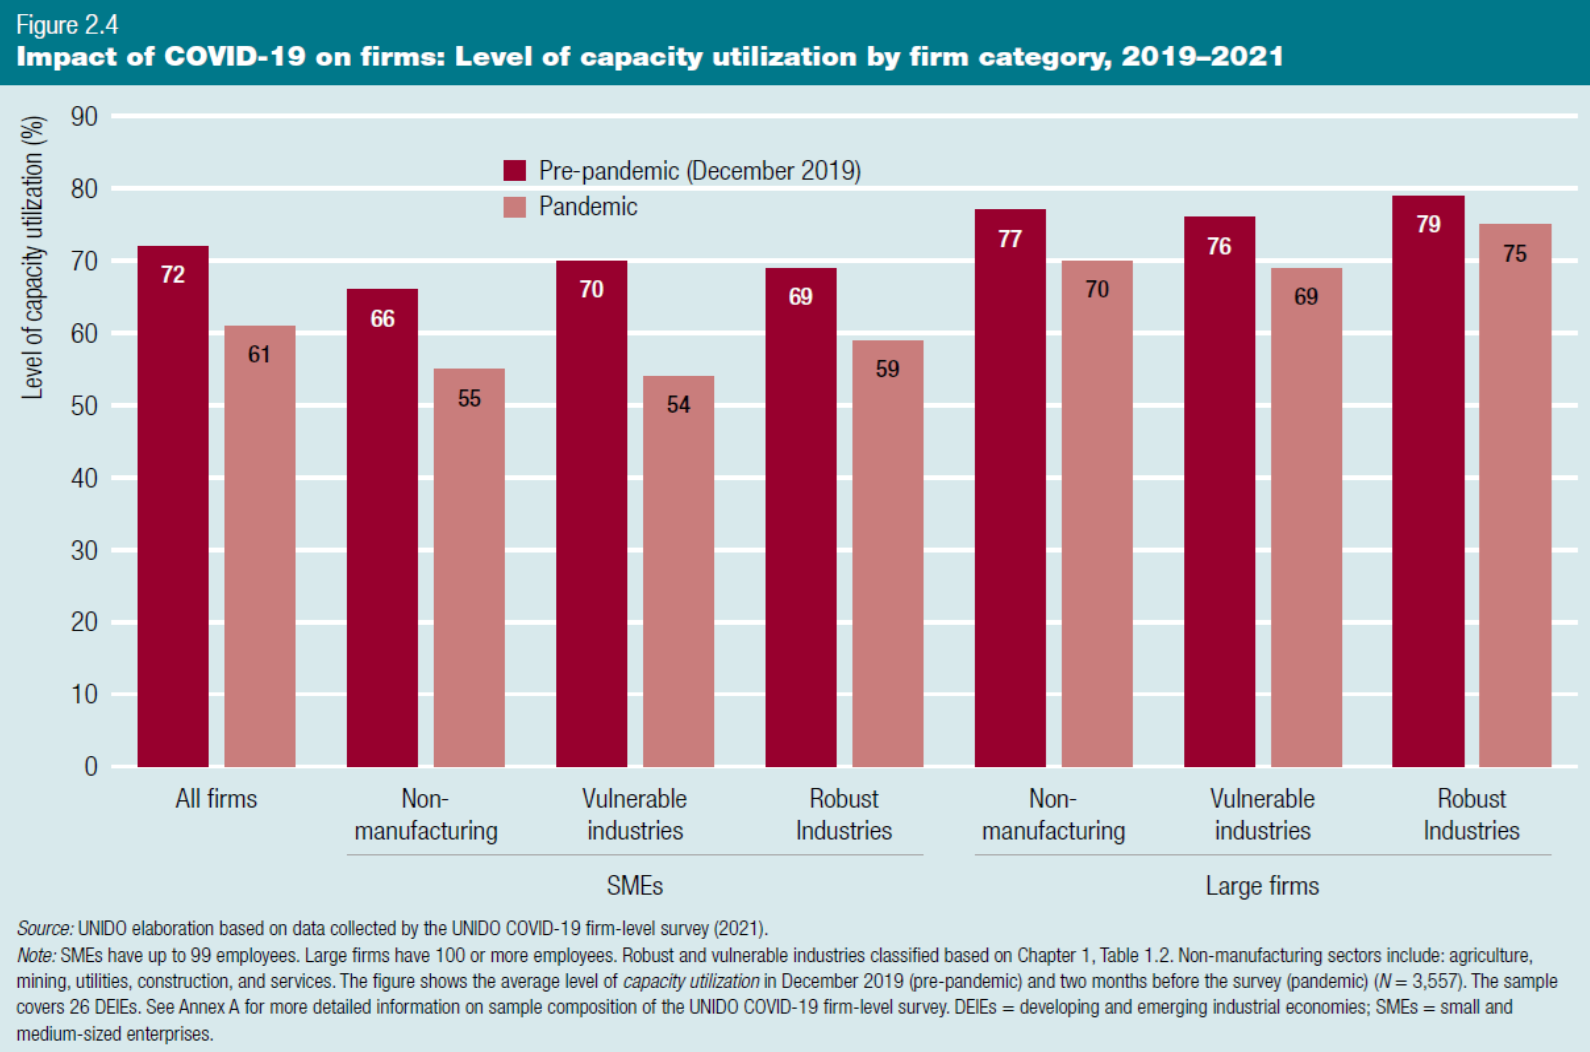 Figure 2.4
Impact of COVID-19 on firms: Level of capacity utilization by firm category, 2019–2021
Level of capacity utilization (%)
90
80
70
60
50
40
30
20
10
0
Pre-pandemic (December 2019)
Pandemic
72
61
66
55
70
54
69
59
77
70
76
69
79
75
All firms
Non-
manufacturing
Vulnerable
industries
Robust
Industries
Non-
manufacturing
Vulnerable
industries
Robust
Industries
SMEs
Large firms
Source: UNIDO elaboration based on data collected by the UNIDO COVID-19 firm-level survey (2021).
Note: SMEs have up to 99 employees. Large firms have 100 or more employees. Robust and vulnerable industries classified based on Chapter 1, Table 1.2. Non-manufacturing sectors include: agriculture,
mining, utilities, construction, and services. The figure shows the average level of capacity utilization in December 2019 (pre-pandemic) and two months before the survey (pandemic) (N = 3,557). The sample
covers 26 DEIEs. See Annex A for more detailed information on sample composition of the UNIDO COVID-19 firm-level survey. DEIEs = developing and emerging industrial economies; SMEs = small and
medium-sized enterprises.